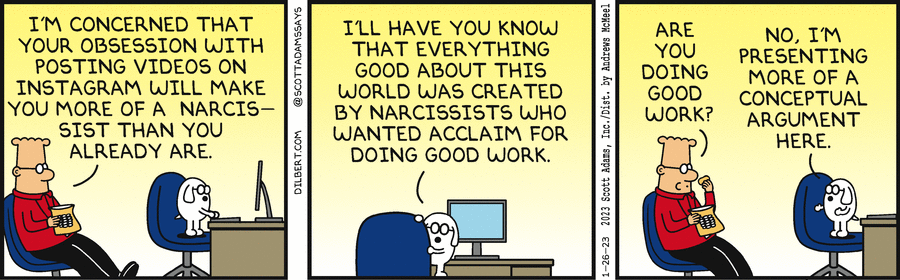 I'M CONCERNED THAT
YOUR OBSESSION WITH
POSTING VIDEOS ON
INSTAGRAM WILL MAKE
YOU MORE OF A NARCIS—
SIST THAN YOU
ALREADY ARE.
DILBERT.COM @SCOTTADAMSSAYS
I'LL HAVE YOU KNOW
THAT EVERYTHING
GOOD ABOUT THIS
WORLD WAS CREATED
BY NARCISSISTS WHO
WANTED ACCLAIM FOR
DOING GOOD WORK.
1-26-23 2023 Scott Adams, Inc./Dist. by Andrews McMeel
ARE
YOU
DOING
GOOD
WORK?
NO, I'M
PRESENTING
MORE OF A
CONCEPTUAL
ARGUMENT
HERE.